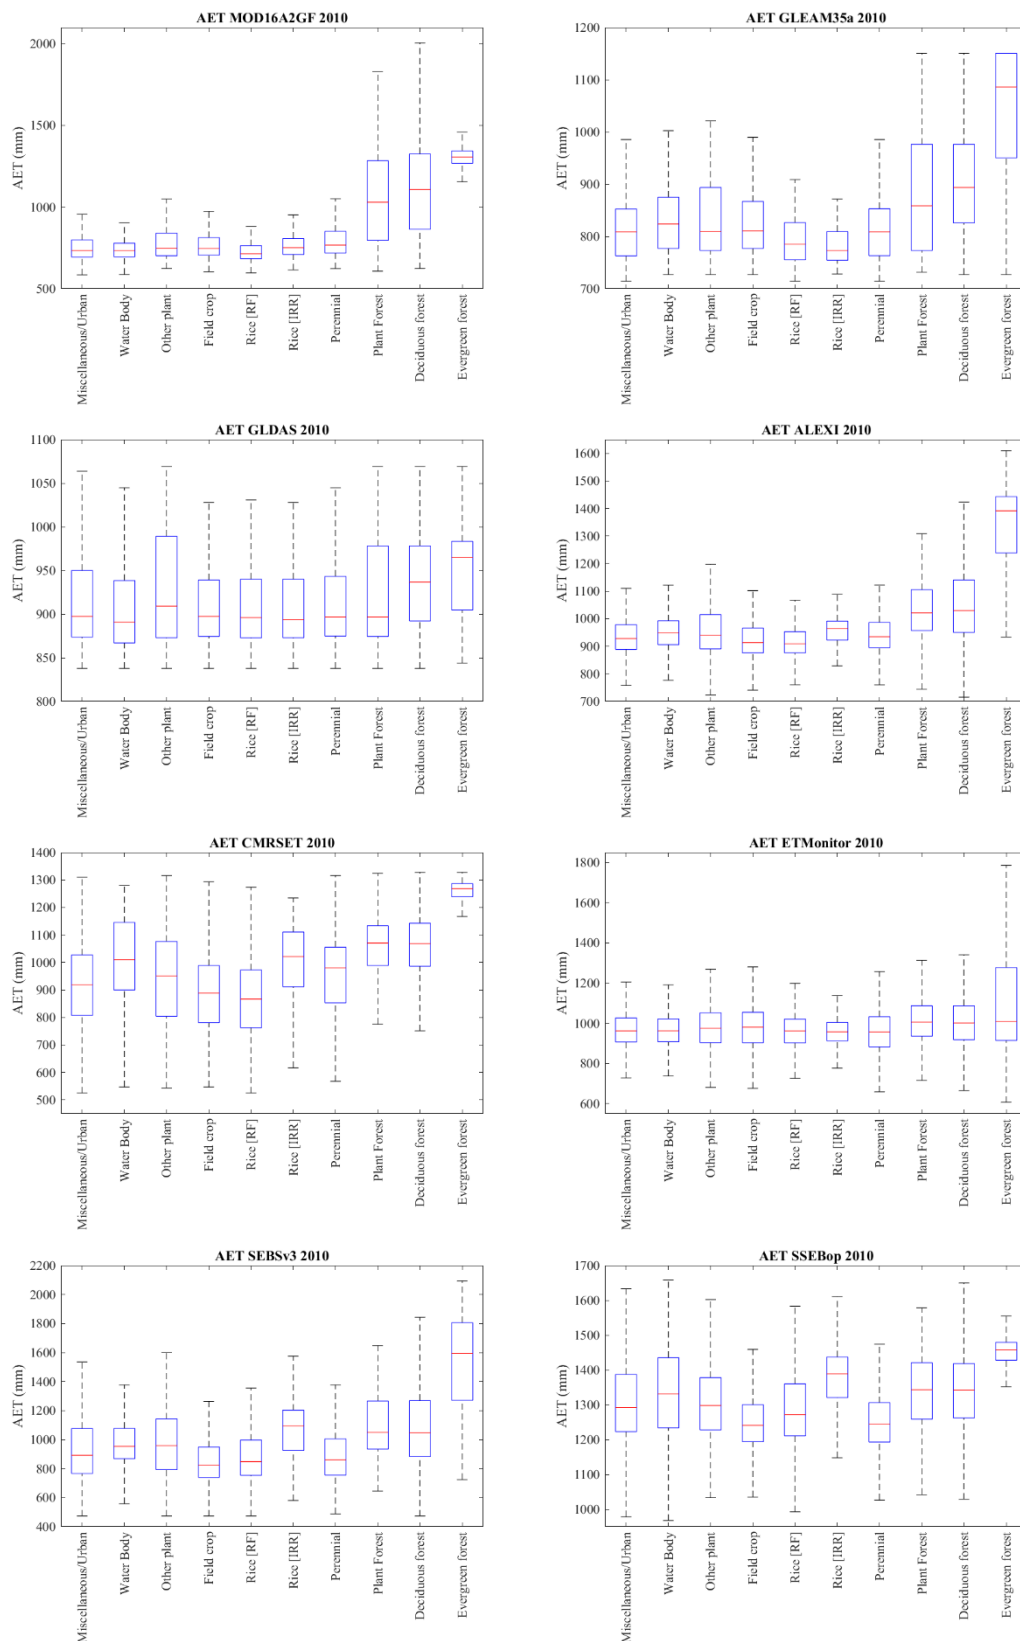 AET MOD16A2GF 2010
AET (mm)
2000
1500
1000
500
Miscellaneous/Urban
Water Body
Other plant
Field crop
Rice [RF]
Rice [IRR]
Perennial
Plant Forest
Deciduous forest
Evergreen forest
AET GLEAM35a 2010
AET (mm)
1200
1100
1000
900
800
700
Miscellaneous/Urban
Water Body
Other plant
Field crop
Rice [RF]
Rice [IRR]
Perennial
Plant Forest
Deciduous forest
Evergreen forest
AET GLDAS 2010
AET (mm)
1100
1050
1000
950
900
850
800
Miscellaneous/Urban
Water Body
Other plant
Field crop
Rice [RF]
Rice [IRR]
Perennial
Plant Forest
Deciduous forest
Evergreen forest
AET ALEXI 2010
AET (mm)
1600
1500
1400
1300
1200
1100
1000
900
800
700
Miscellaneous/Urban
Water Body
Other plant
Field crop
Rice [RF]
Rice [IRR]
Perennial
Plant Forest
Deciduous forest
Evergreen forest
AET CMRSET 2010
AET (mm)
1400
1300
1200
1100
1000
900
800
700
600
500
Miscellaneous/Urban
Water Body
Other plant
Field crop
Rice [RF]
Rice [IRR]
Perennial
Plant Forest
Deciduous forest
Evergreen forest
AET ETMonitor 2010
AET (mm)
1800
1600
1400
1200
1000
800
600
Miscellaneous/Urban
Water Body
Other plant
Field crop
Rice [RF]
Rice [IRR]
Perennial
Plant Forest
Deciduous forest
Evergreen forest
AET SEBSv3 2010
AET (mm)
2200
2000
1800
1600
1400
1200
1000
800
600
400
Miscellaneous/Urban
Water Body
Other plant
Field crop
Rice [RF]
Rice [IRR]
Perennial
Plant Forest
Deciduous forest
Evergreen forest
AET SSEBop 2010
AET (mm)
1700
1600
1500
1400
1300
1200
1100
1000
Miscellaneous/Urban
Water Body
Other plant
Field crop
Rice [RF]
Rice [IRR]
Perennial
Plant Forest
Deciduous forest
Evergreen forest